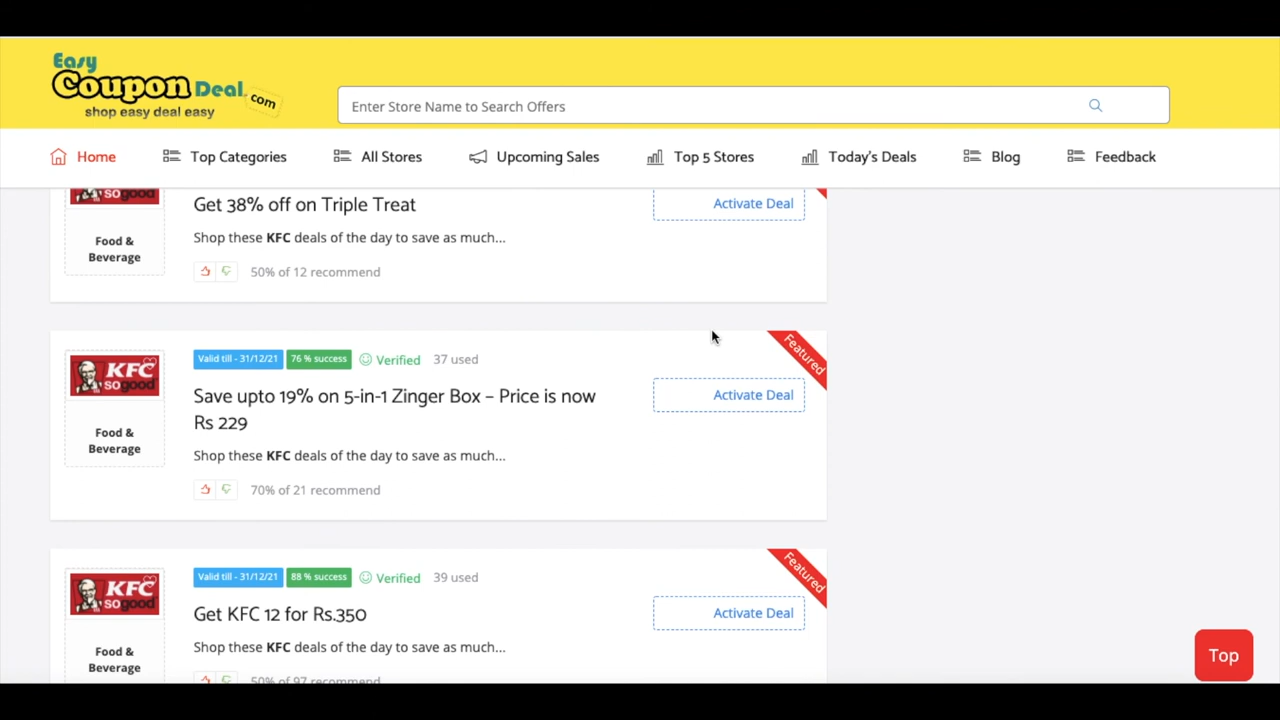 Easy
Coupon Deal .com
shop easy deal easy
Enter Store Name to Search Offers
Home Top Categories All Stores Upcoming Sales Top 5 Stores Today's Deals Blog Feedback
so good
Get 38% off on Triple Treat
Activate Deal
Shop these KFC deals of the day to save as much...
Food &
Beverage
50% of 12 recommend
Featured
KFC
so good
Valid till - 31/12/21 76 % success Verified 37 used
Save upto 19% on 5-in-1 Zinger Box – Price is now
Rs 229
Activate Deal
Food &
Beverage
Shop these KFC deals of the day to save as much...
70% of 21 recommend
Featured
KFC
so good
Valid till - 31/12/21 88 % success Verified 39 used
Get KFC 12 for Rs.350
Activate Deal
Shop these KFC deals of the day to save as much...
Food &
Beverage
50% of 97 recommend
Top